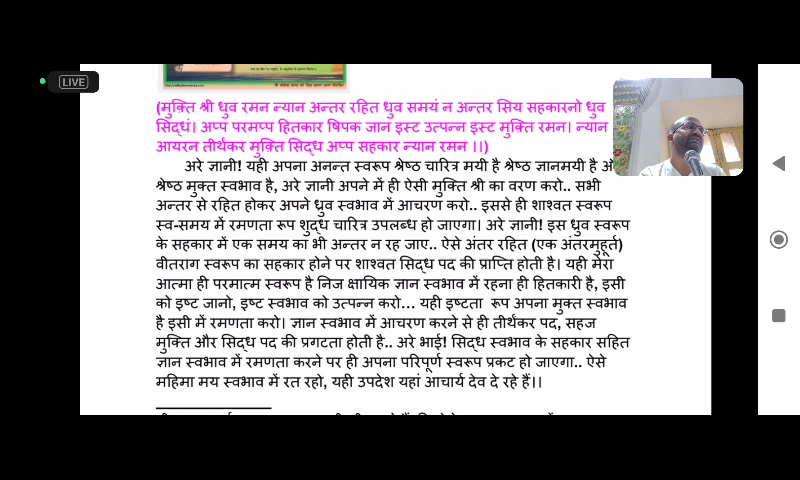 LIVE
(मुक्ति श्री धुव रमन न्यान अन्तर रहित धुव समयं न अन्तर सिय सहकारनो धुव
सिद्धं। अप्प परमप्प हितकार षिपक जान इस्ट उत्पन्न इस्ट मुक्ति रमन। न्यान
आयरन तीर्थंकर मुक्ति सिद्ध अप्प सहकार न्यान रमन ।।)
अरे ज्ञानी! यही अपना अनन्त स्वरूप श्रेष्ठ चारित्र मयी है श्रेष्ठ ज्ञानमयी है
श्रेष्ठ मुक्त स्वभाव है, अरे ज्ञानी अपने में ही ऐसी मुक्ति श्री का वरण करो.. सभी
अन्तर से रहित होकर अपने ध्रुव स्वभाव में आचरण करो.. इससे ही शाश्वत स्वरूप
स्व-समय में रमणता रूप शुद्ध चारित्र उपलब्ध हो जाएगा। अरे ज्ञानी! इस ध्रुव स्वरूप
के सहकार में एक समय का भी अन्तर न रह जाए.. ऐसे अंतर रहित (एक अंतरमुहूर्त)
वीतराग स्वरूप का सहकार होने पर शाश्वत सिद्ध पद की प्राप्ति होती है। यही मेरा
आत्मा ही परमात्म स्वरूप है निज क्षायिक ज्ञान स्वभाव में रहना ही हितकारी है, इसी
को इष्ट जानो, इष्ट स्वभाव को उत्पन्न करो... यही इष्टता रूप अपना मुक्त स्वभाव
है इसी में रमणता करो। ज्ञान स्वभाव में आचरण करने से ही तीर्थंकर पद, सहज
मुक्ति और सिद्ध पद की प्रगटता होती है.. अरे भाई! सिद्ध स्वभाव के सहकार सहित
ज्ञान स्वभाव में रमणता करने पर ही अपना परिपूर्ण स्वरूप प्रकट हो जाएगा.. ऐसे
महिमा मय स्वभाव में रत रहो, यही उपदेश यहां आचार्य देव दे रहे हैं।।